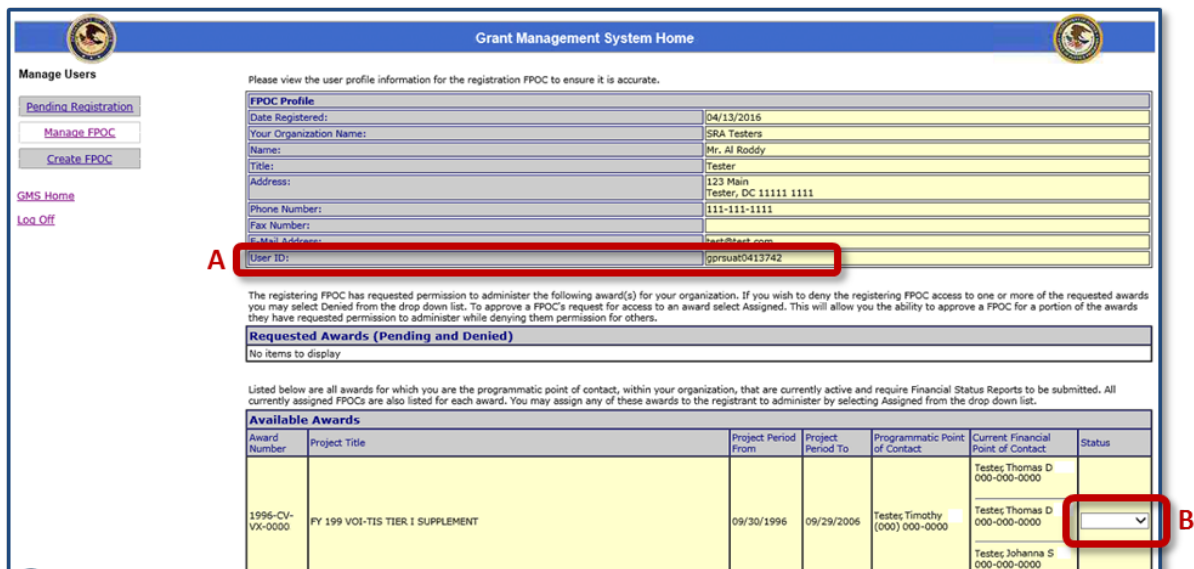 Grant Management System Home
Manage Users
Pending Registration
Manage FPOC
Create FPOC
GMS Home
Log Off
Please view the user profile information for the registration FPOC to ensure it is accurate.
FPOC Profile
Date Registered: 04/13/2016
Your Organization Name: SRA Testers
Name: Mr. Al Roddy
Title: Tester
Address: 123 Main
Tester, DC 11111 1111
Phone Number: 111-111-1111
Fax Number:
E-Mail Address: test@test.com
A
User ID: gprsuat0413742
The registering FPOC has requested permission to administer the following award(s) for your organization. If you wish to deny the registering FPOC access to one or more of the requested awards
you may select Denied from the drop down list. To approve a FPOC's request for access to an award select Assigned. This will allow you the ability to approve a FPOC for a portion of the awards
they have requested permission to administer while denying them permission for others.
Requested Awards (Pending and Denied)
No items to display
Listed below are all awards for which you are the programmatic point of contact, within your organization, that are currently active and require Financial Status Reports to be submitted. All
currently assigned FPOCs are also listed for each award. You may assign any of these awards to the registrant to administer by selecting Assigned from the drop down list.
Available Awards
Award Number
Project Title
Project Period From
Project Period To
Programmatic Point of Contact
Current Financial Point of Contact
Status
1996-CV-
VX-0000
FY 199 VOI-TIS TIER I SUPPLEMENT
09/30/1996
09/29/2006
Tester, Timothy
(000) 000-0000
Tester, Thomas D
000-000-0000
Tester, Thomas D
000-000-0000
Tester, Johanna S
000-000-0000
B